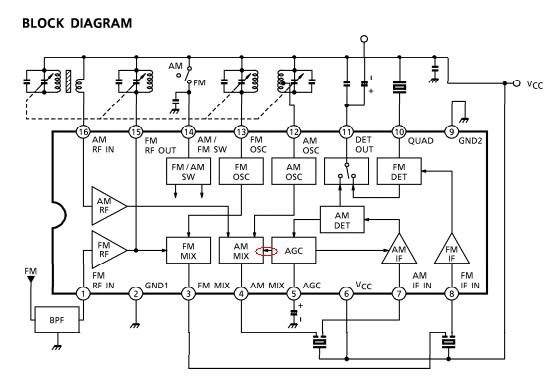 BLOCK DIAGRAM
AM
FM
VCC
16 15 14 13 12 11 10 9
AM RF IN
FM RF OUT
AM/ FM SW
FM OSC
AM OSC
DET OUT
QUAD
GND2
FM/AM SW
FM OSC
AM OSC
FM DET
AM RF
AM DET
FM RF
FM MIX
AM MIX
AGC
AM IF
FM IF
FM
FM RF IN
GND1
FM MIX
AM MIX
AGC
VCC
AM IF IN
FM IF IN
1 2 3 4 5 6 7 8
BPF